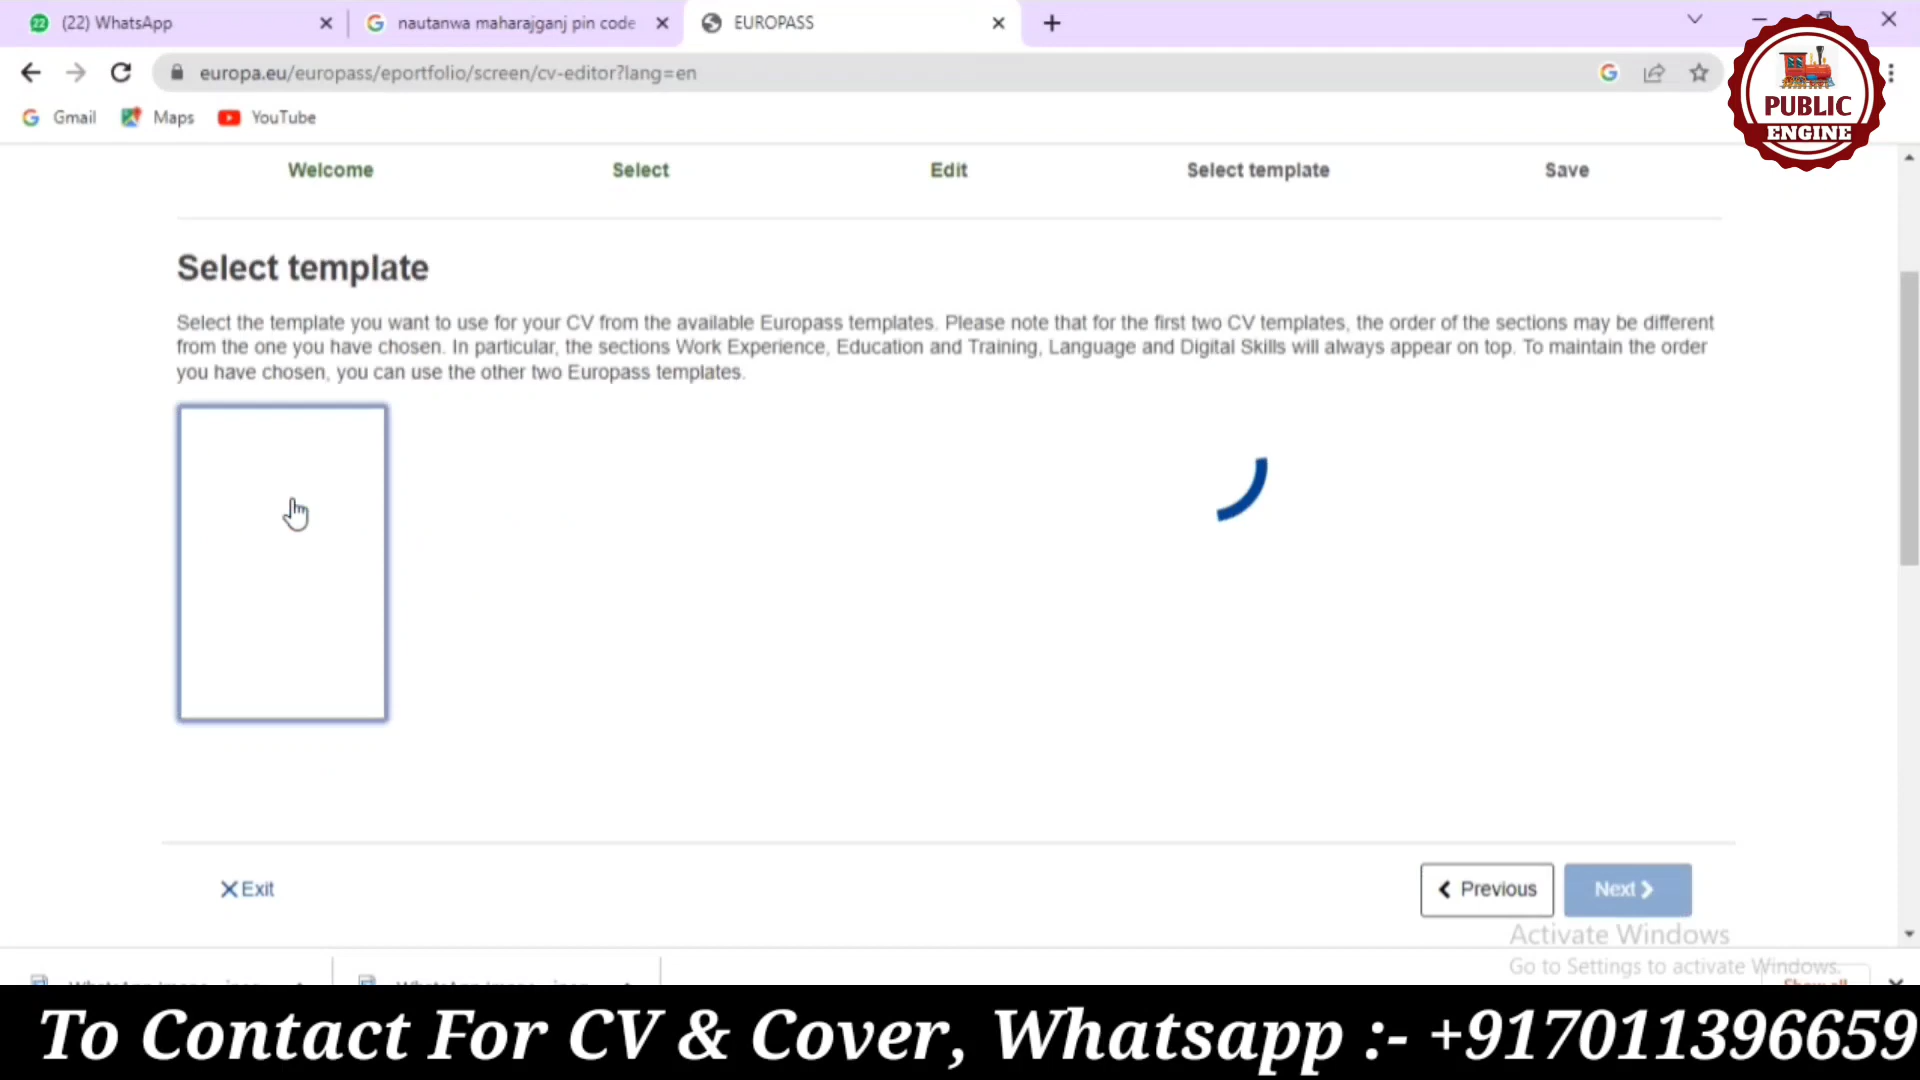 22 (22) WhatsApp
nautanwa maharajganj pin code
EUROPASS
europa.eu/europass/eportfolio/screen/cv-editor?lang=en
Gmail Maps YouTube
PUBLIC
ENGINE
Welcome Select Edit Select template Save
Select template
Select the template you want to use for your CV from the available Europass templates. Please note that for the first two CV templates, the order of the sections may be different
from the one you have chosen. In particular, the sections Work Experience, Education and Training, Language and Digital Skills will always appear on top. To maintain the order
you have chosen, you can use the other two Europass templates.
Exit
Previous Next
Activate Windows
Go to Settings to activate Windows.
Show all
To Contact For CV & Cover, Whatsapp :- +917011396659